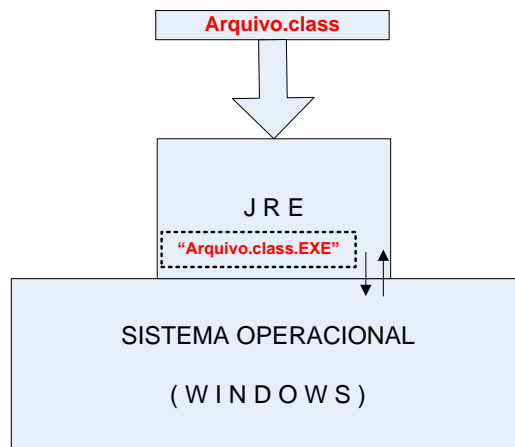 Arquivo.class
J R E
“Arquivo.class.EXE”
SISTEMA OPERACIONAL
( W I N D O W S )